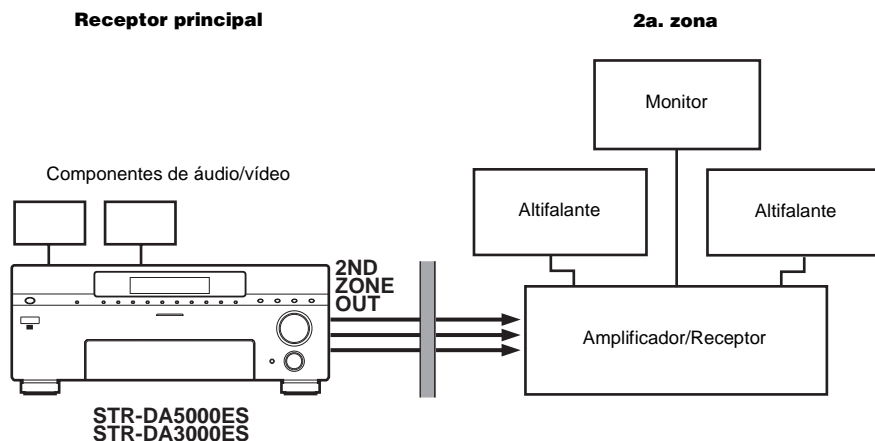 Receptor principal
2a. zona
Monitor
Componentes de áudio/vídeo
Altifalante
Altifalante
2ND
ZONE
OUT
Amplificador/Receptor
STR-DA5000ES
STR-DA3000ES